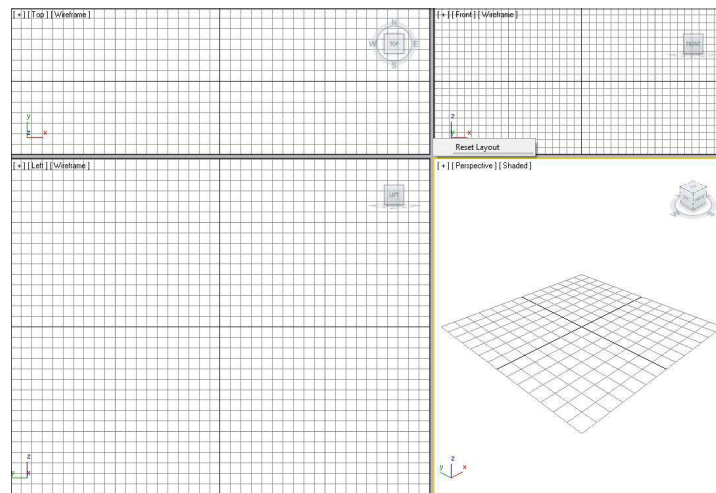 [ + ] [ Top ] [ Wireframe ]
N
W
TOP
E
S
y
z
x
[ + ] [ Front ] [ Wireframe ]
FRONT
z
y
x
Reset Layout
[ + ] [ Left ] [ Wireframe ]
LEFT
z
y
x
[ + ] [ Perspective ] [ Shaded ]
z
y
x